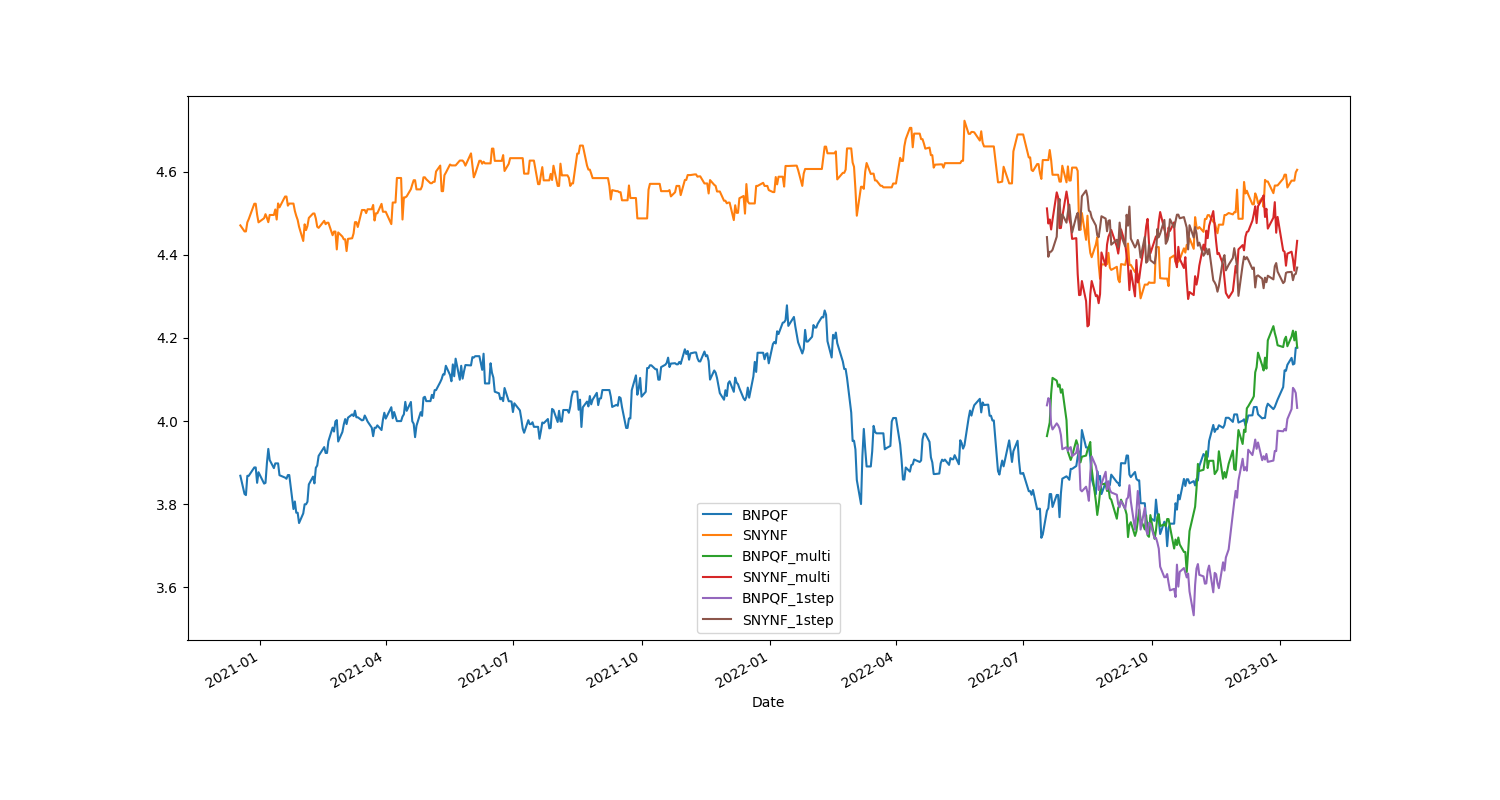 4.6
4.4
4.2
4.0
3.8
3.6
BNPQF
SNYNF
BNPQF_multi
SNYNF_multi
BNPQF_1step
SNYNF_1step
2021-01
2021-04
2021-07
2021-10
2022-01
2022-04
2022-07
2022-10
2023-01
Date